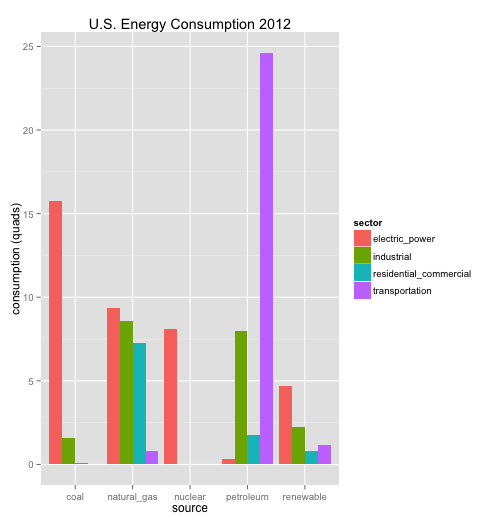 U.S. Energy Consumption 2012
25
20
15
10
5
0
consumption (quads)
coal
natural_gas
nuclear
petroleum
renewable
source
sector
electric_power
industrial
residential_commercial
transportation